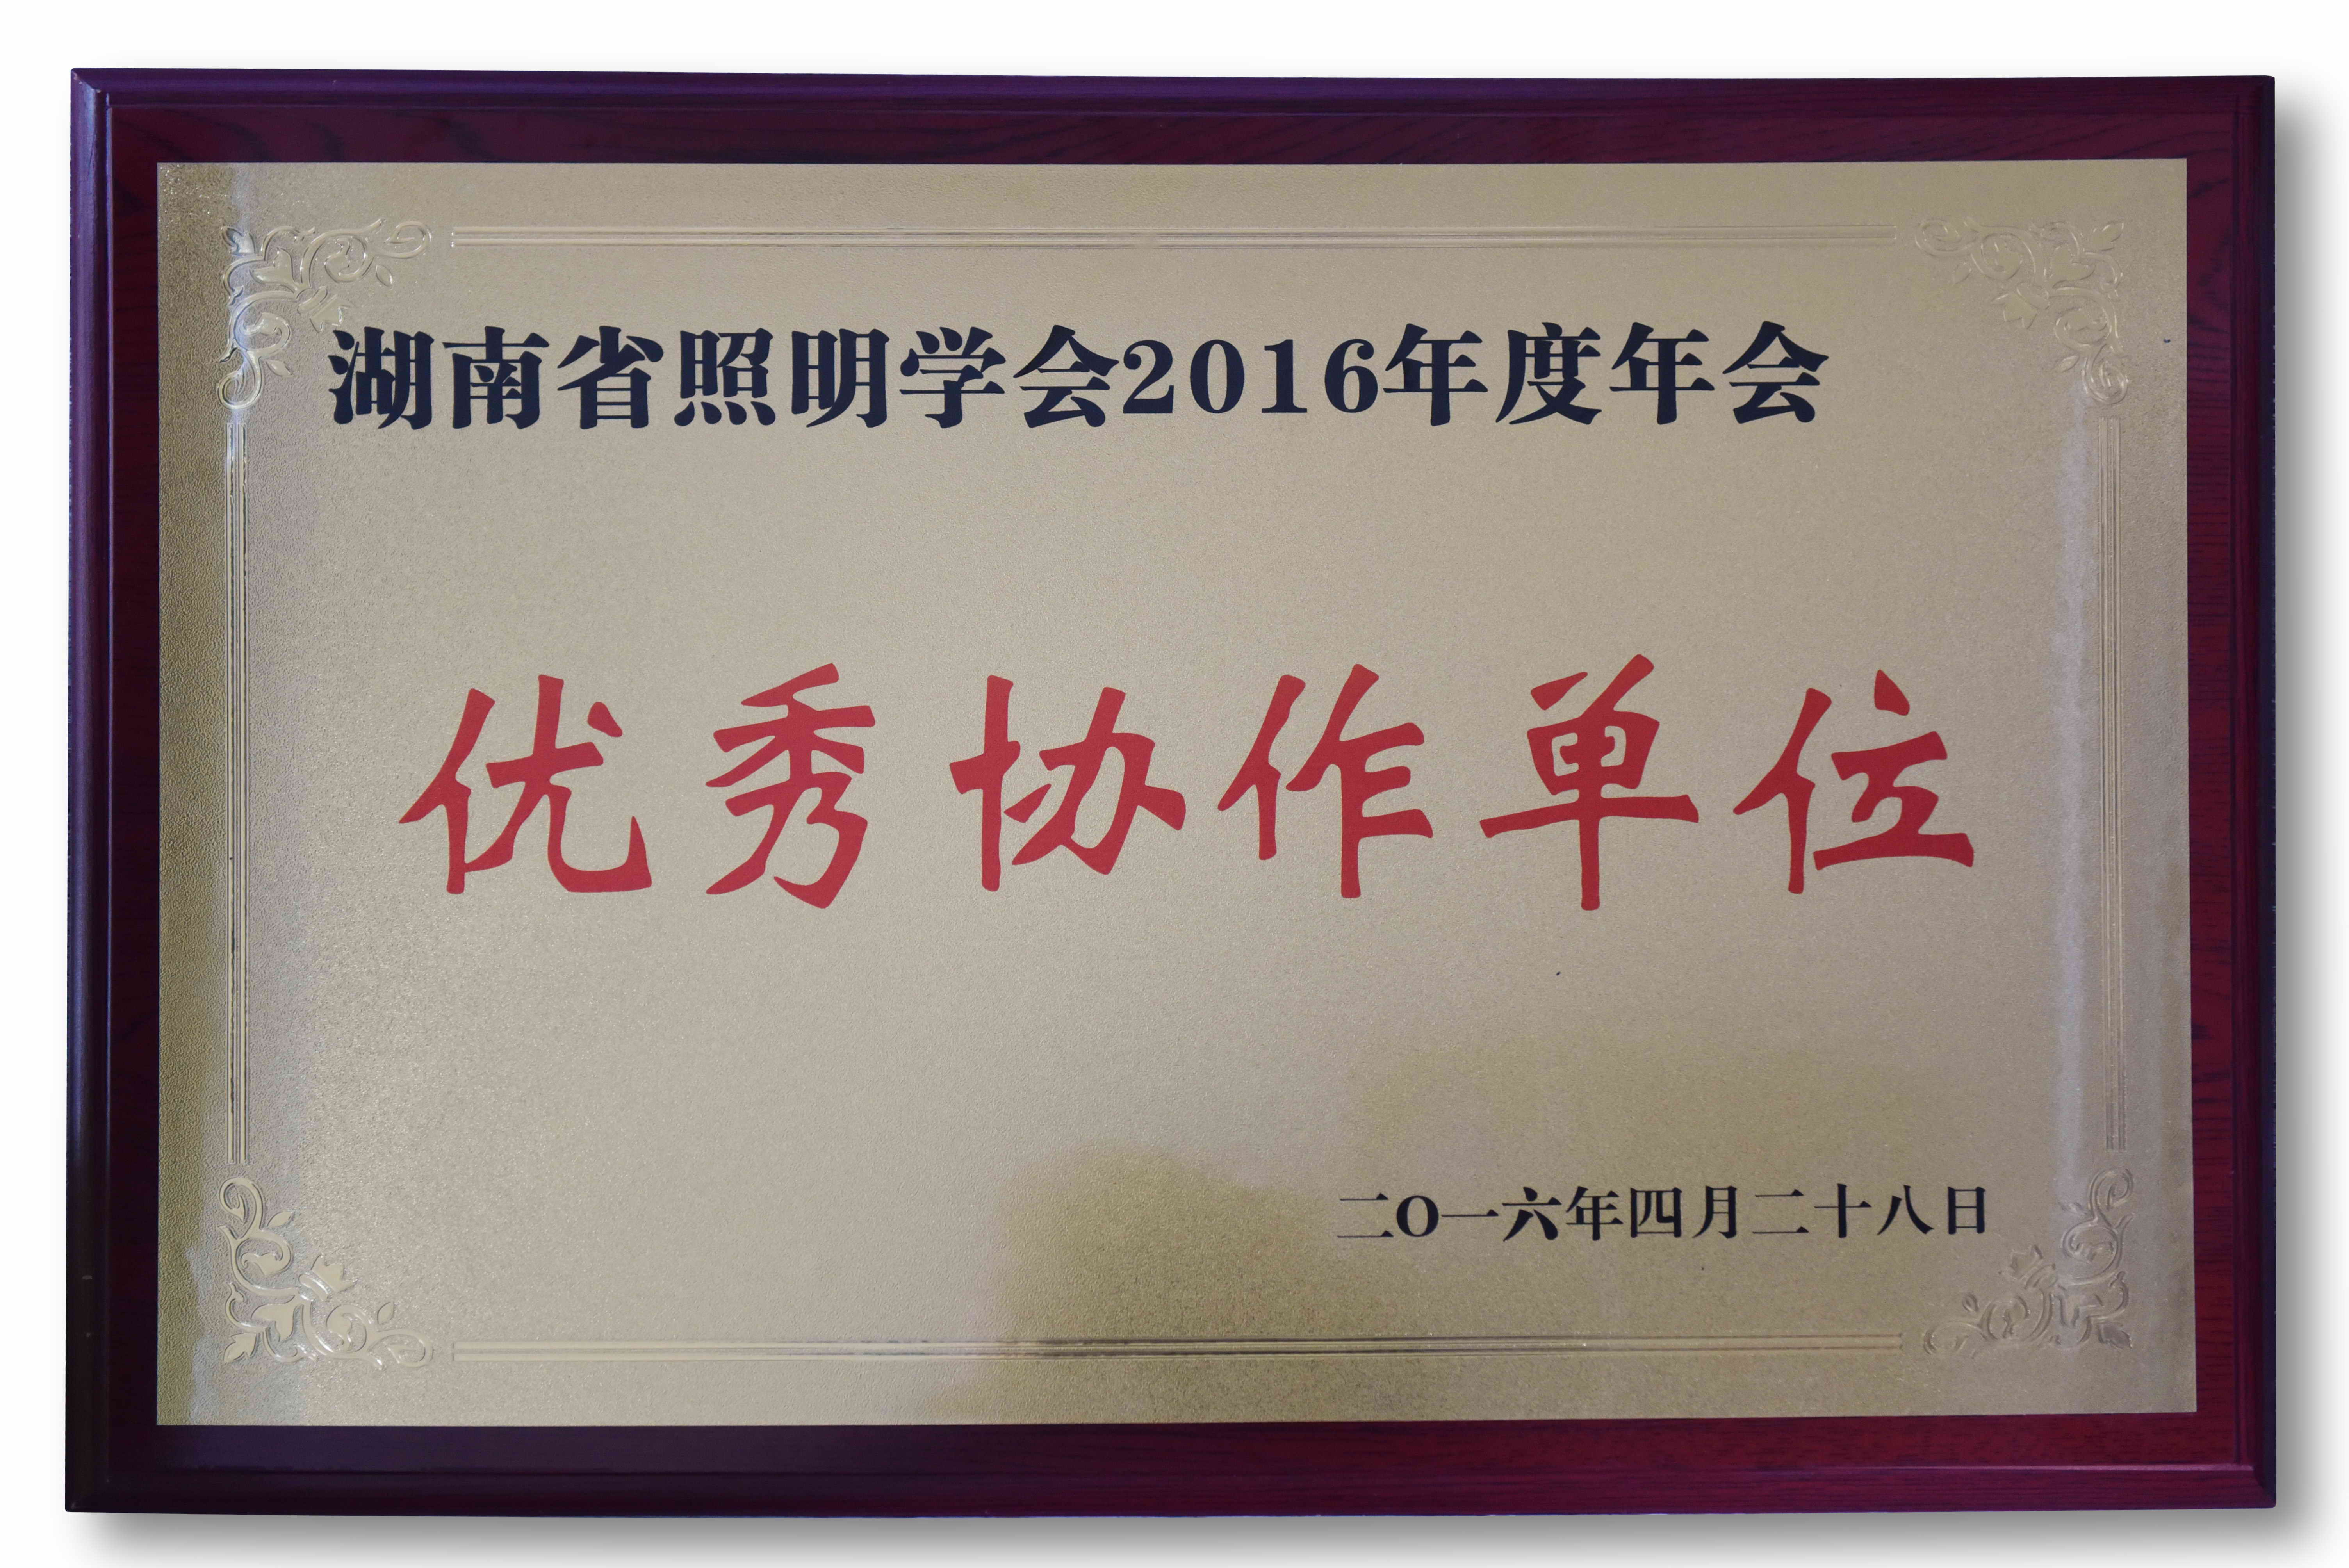 湖南省照明学会2016年度年会
优秀协作单位
二O一六年四月二十八日